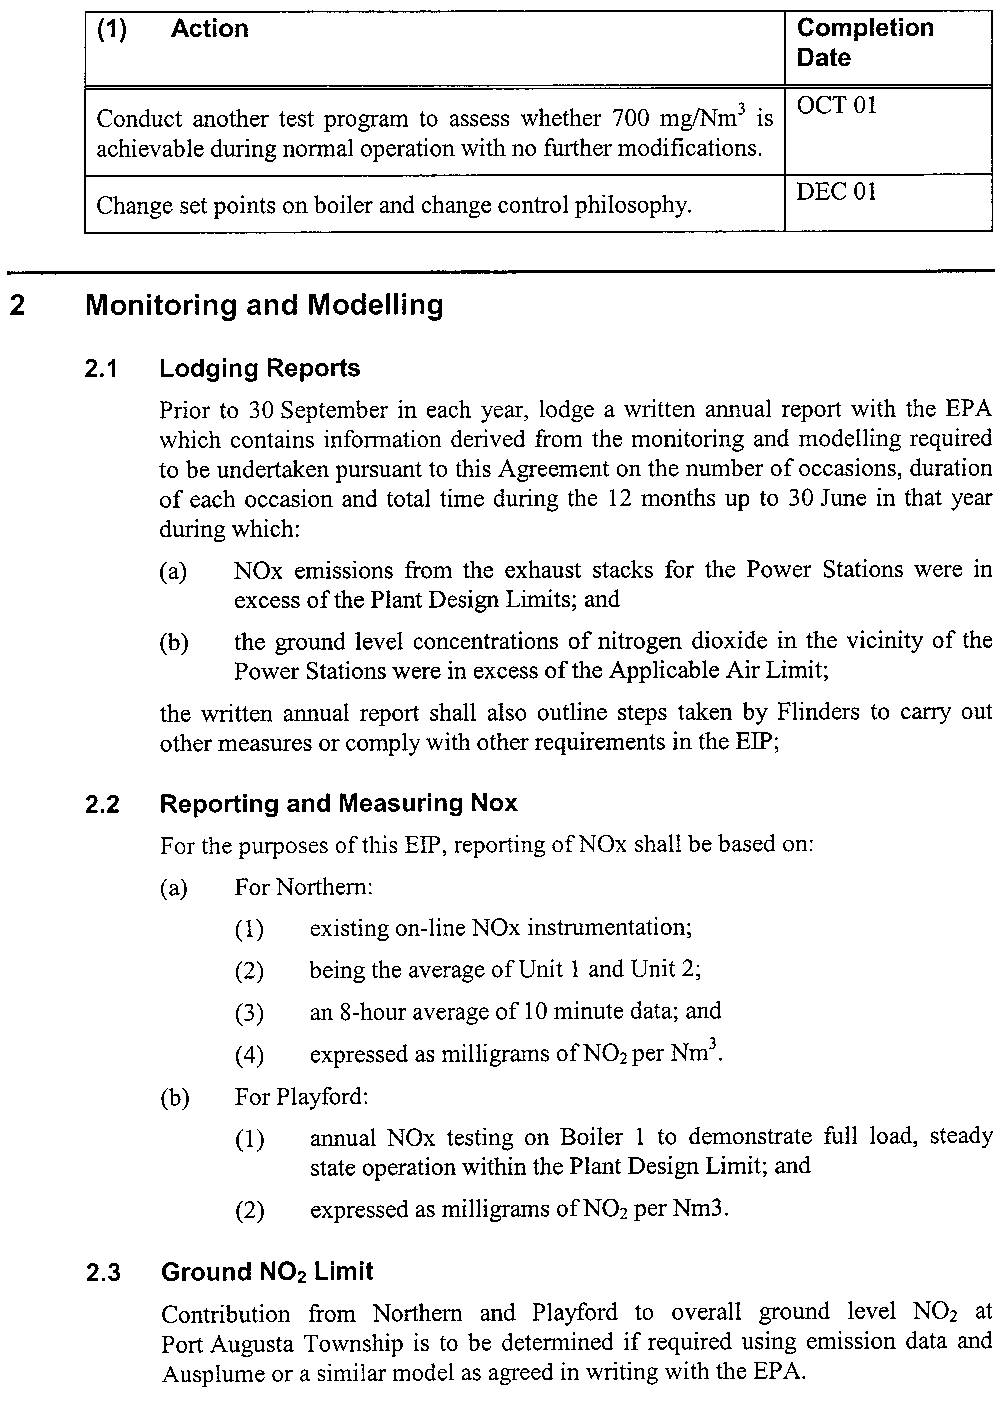 (1) Action
Completion
Date
Conduct another test program to assess whether 700 mg/Nm³ is
achievable during normal operation with no further modifications.
OCT 01
Change set points on boiler and change control philosophy.
DEC 01
2 Monitoring and Modelling
2.1 Lodging Reports
Prior to 30 September in each year, lodge a written annual report with the EPA
which contains information derived from the monitoring and modelling required
to be undertaken pursuant to this Agreement on the number of occasions, duration
of each occasion and total time during the 12 months up to 30 June in that year
during which:
(a) NOx emissions from the exhaust stacks for the Power Stations were in
excess of the Plant Design Limits; and
(b) the ground level concentrations of nitrogen dioxide in the vicinity of the
Power Stations were in excess of the Applicable Air Limit;
the written annual report shall also outline steps taken by Flinders to carry out
other measures or comply with other requirements in the EIP;
2.2 Reporting and Measuring Nox
For the purposes of this EIP, reporting of NOx shall be based on:
(a) For Northern:
(1) existing on-line NOx instrumentation;
(2) being the average of Unit 1 and Unit 2;
(3) an 8-hour average of 10 minute data; and
(4) expressed as milligrams of NO₂ per Nm³.
(b) For Playford:
(1) annual NOx testing on Boiler 1 to demonstrate full load, steady
state operation within the Plant Design Limit; and
(2) expressed as milligrams of NO₂ per Nm3.
2.3 Ground NO₂ Limit
Contribution from Northern and Playford to overall ground level NO₂ at
Port Augusta Township is to be determined if required using emission data and
Ausplume or a similar model as agreed in writing with the EPA.